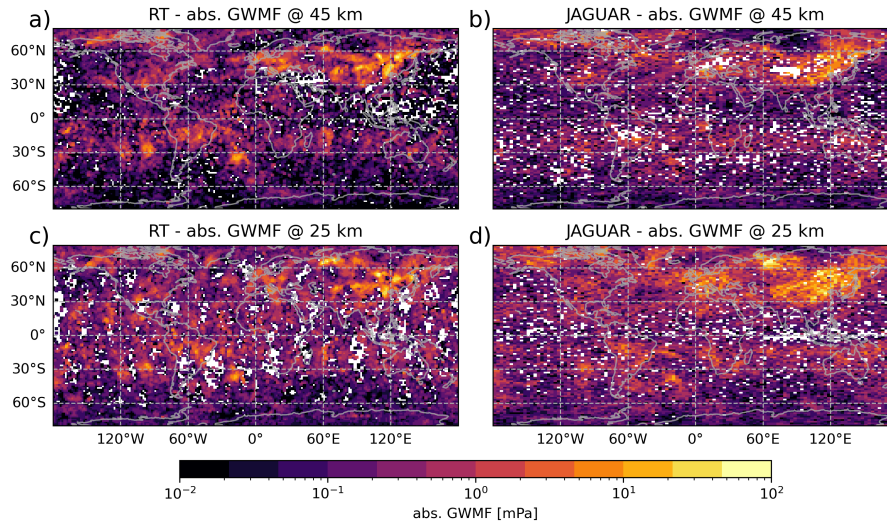 a) RT - abs. GWMF @ 45 km
b) JAGUAR - abs. GWMF @ 45 km
60°N
30°N
0°
30°S
60°S
c) RT - abs. GWMF @ 25 km
d) JAGUAR - abs. GWMF @ 25 km
60°N
30°N
0°
30°S
60°S
120°W 60°W 0° 60°E 120°E
120°W 60°W 0° 60°E 120°E
10⁻² 10⁻¹ 10⁰ 10¹ 10²
abs. GWMF [mPa]